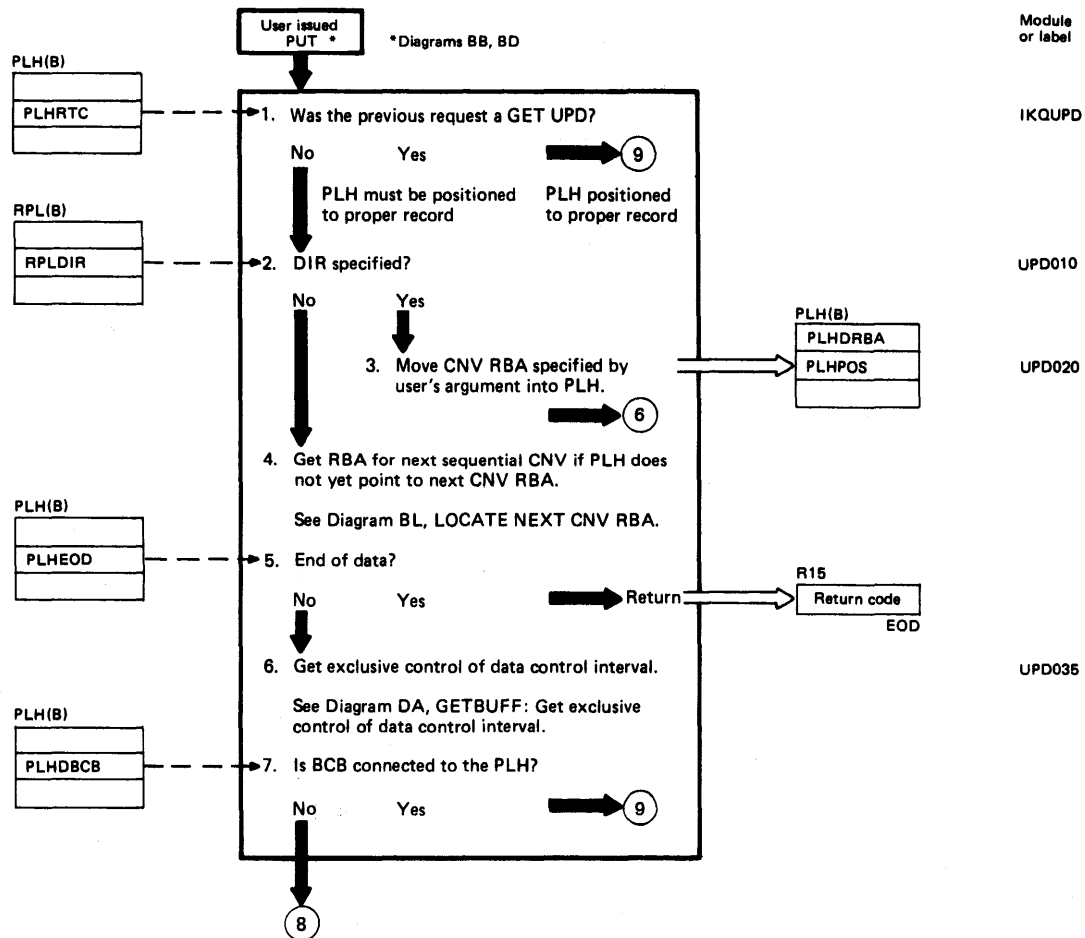 User issued
PUT *
*Diagrams BB, BD
Module
or label
PLH(B)
PLHRTC
1. Was the previous request a GET UPD?
IKQUPD
No Yes 9
PLH must be positioned
to proper record
PLH positioned
to proper record
RPL(B)
RPLDIR
2. DIR specified?
UPD010
No Yes
3. Move CNV RBA specified by
user's argument into PLH.
PLH(B)
PLHDRBA
PLHPOS
UPD020
6
4. Get RBA for next sequential CNV if PLH does
not yet point to next CNV RBA.
See Diagram BL, LOCATE NEXT CNV RBA.
PLH(B)
PLHEOD
5. End of data?
No Yes Return
R15
Return code
EOD
6. Get exclusive control of data control interval.
UPD035
See Diagram DA, GETBUFF: Get exclusive
control of data control interval.
PLH(B)
PLHDBCB
7. Is BCB connected to the PLH?
No Yes 9
8